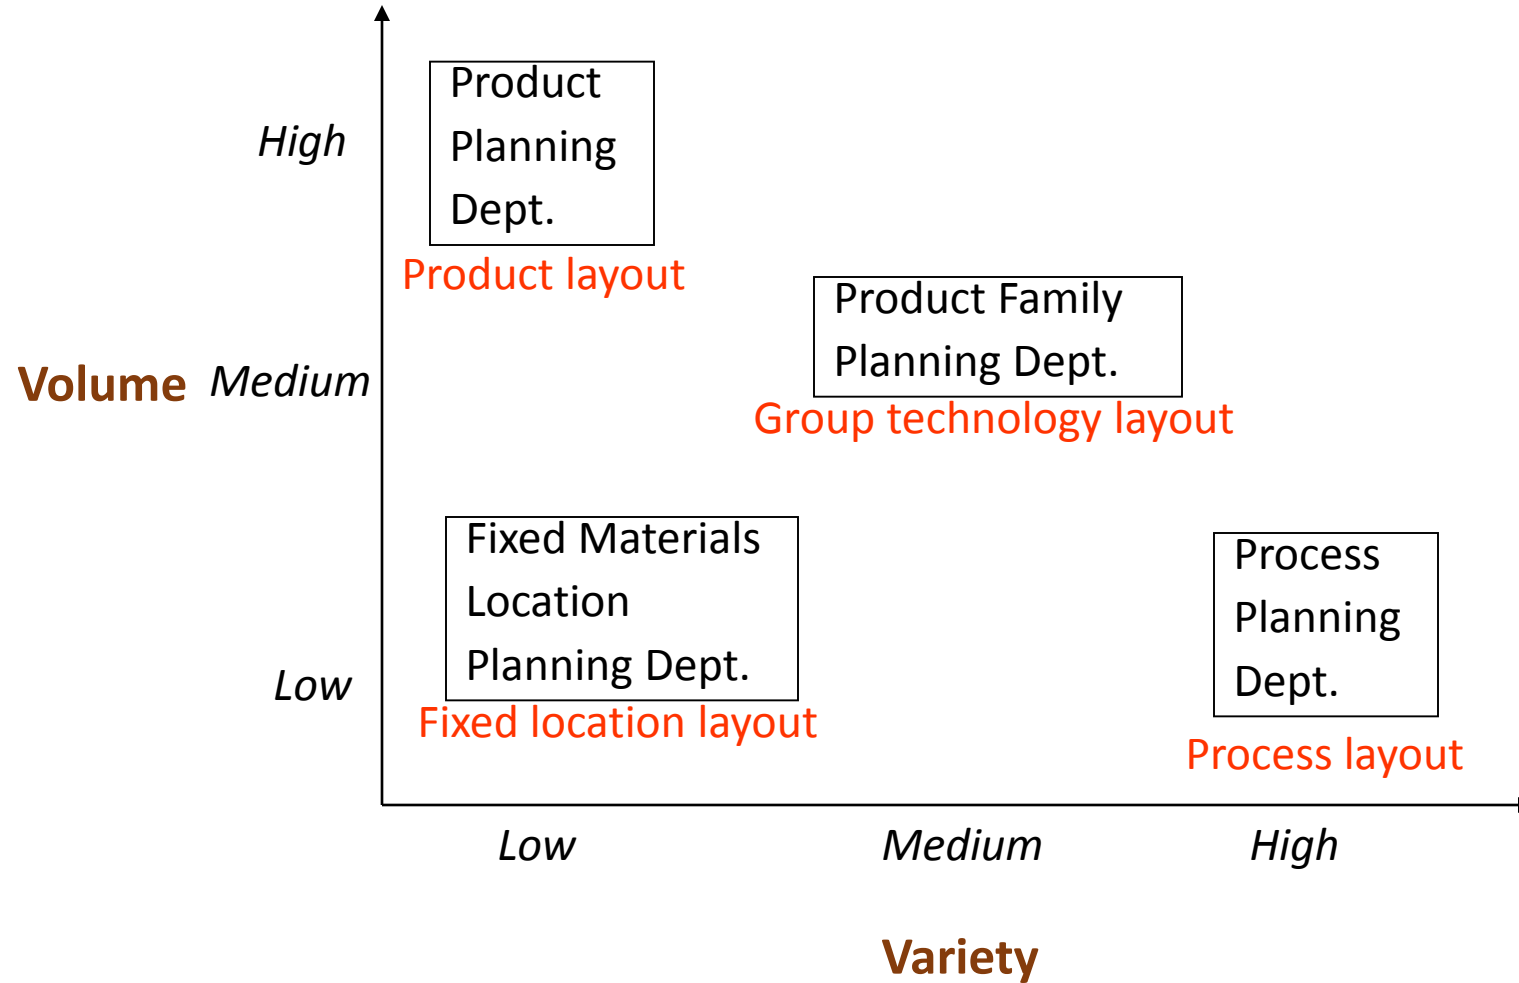 Product
Planning
Dept.
High
Product layout
Product Family
Planning Dept.
Volume Medium
Group technology layout
Fixed Materials
Location
Planning Dept.
Low
Fixed location layout
Process
Planning
Dept.
Process layout
Low Medium High
Variety